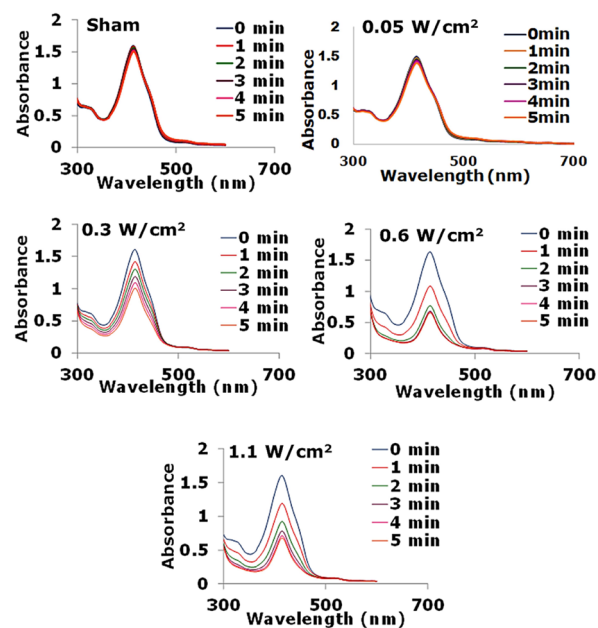 Sham
Absorbance
2
1.5
1
0.5
0
300
500
700
Wavelength (nm)
0 min
1 min
2 min
3 min
4 min
5 min
0.05 W/cm²
Absorbance
2
1.5
1
0.5
0
300
500
700
Wavelength (nm)
0min
1min
2min
3min
4min
5min
0.3 W/cm²
Absorbance
2
1.5
1
0.5
0
300
500
700
Wavelength (nm)
0 min
1 min
2 min
3 min
4 min
5 min
0.6 W/cm²
Absorbance
2
1.5
1
0.5
0
300
500
700
Wavelength (nm)
0 min
1 min
2 min
3 min
4 min
5 min
1.1 W/cm²
Absorbance
2
1.5
1
0.5
0
300
500
700
Wavelength (nm)
0 min
1 min
2 min
3 min
4 min
5 min